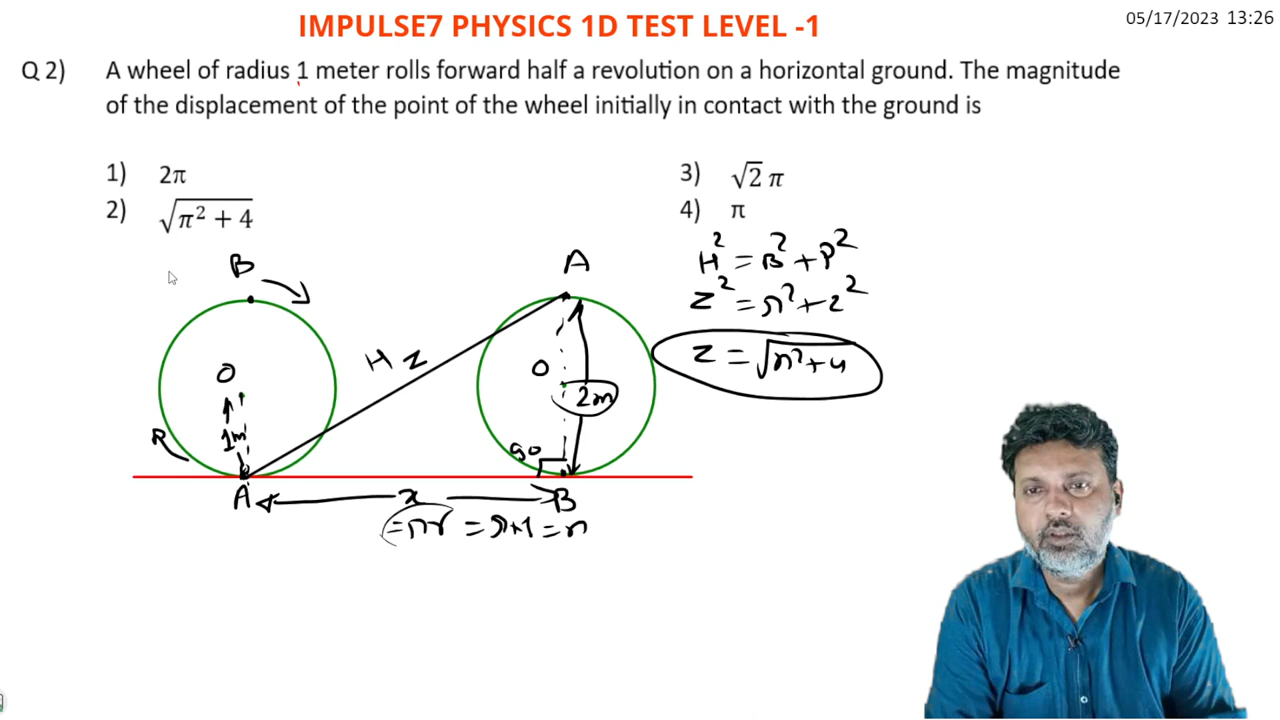 IMPULSE7 PHYSICS 1D TEST LEVEL -1
05/17/2023 13:26
Q 2) A wheel of radius 1 meter rolls forward half a revolution on a horizontal ground. The magnitude
of the displacement of the point of the wheel initially in contact with the ground is
1) 2π
2) √(π² + 4)
3) √2 π
4) π
H² = B² + P²
z² = π² + 2²
z = √(π² + 4)
B
A
O
O
H z
2m
1m
R
90
A
x
B
= πr = π×1 = π